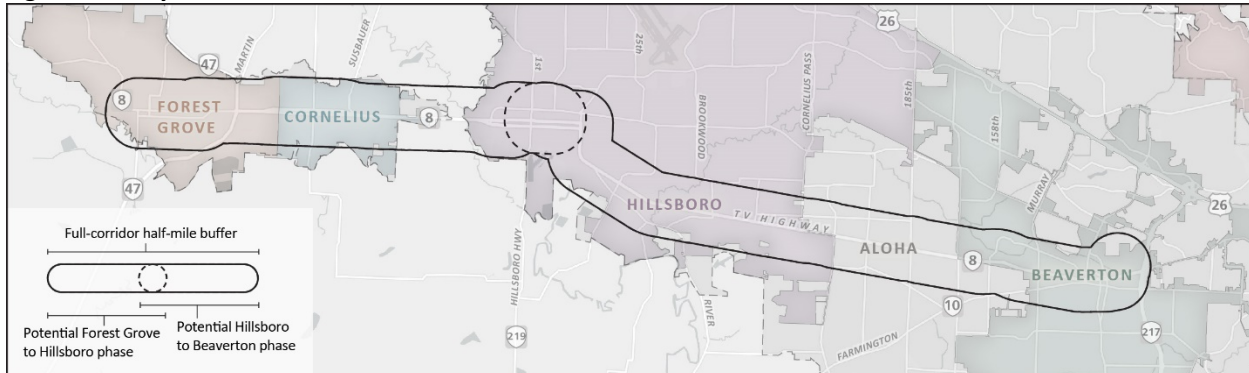 26
47
MARTIN
SUSBAUER
1st
25th
BROOKWOOD
CORNELIUS PASS
185th
158th
8
FOREST
GROVE
CORNELIUS
8
MURRAY
26
47
HILLSBORO
TV HIGHWAY
ALOHA
8
BEAVERTON
HILLSBORO HWY
219
RIVER
10
FARMINGTON
217
Full-corridor half-mile buffer
Potential Forest Grove
to Hillsboro phase
Potential Hillsboro
to Beaverton phase